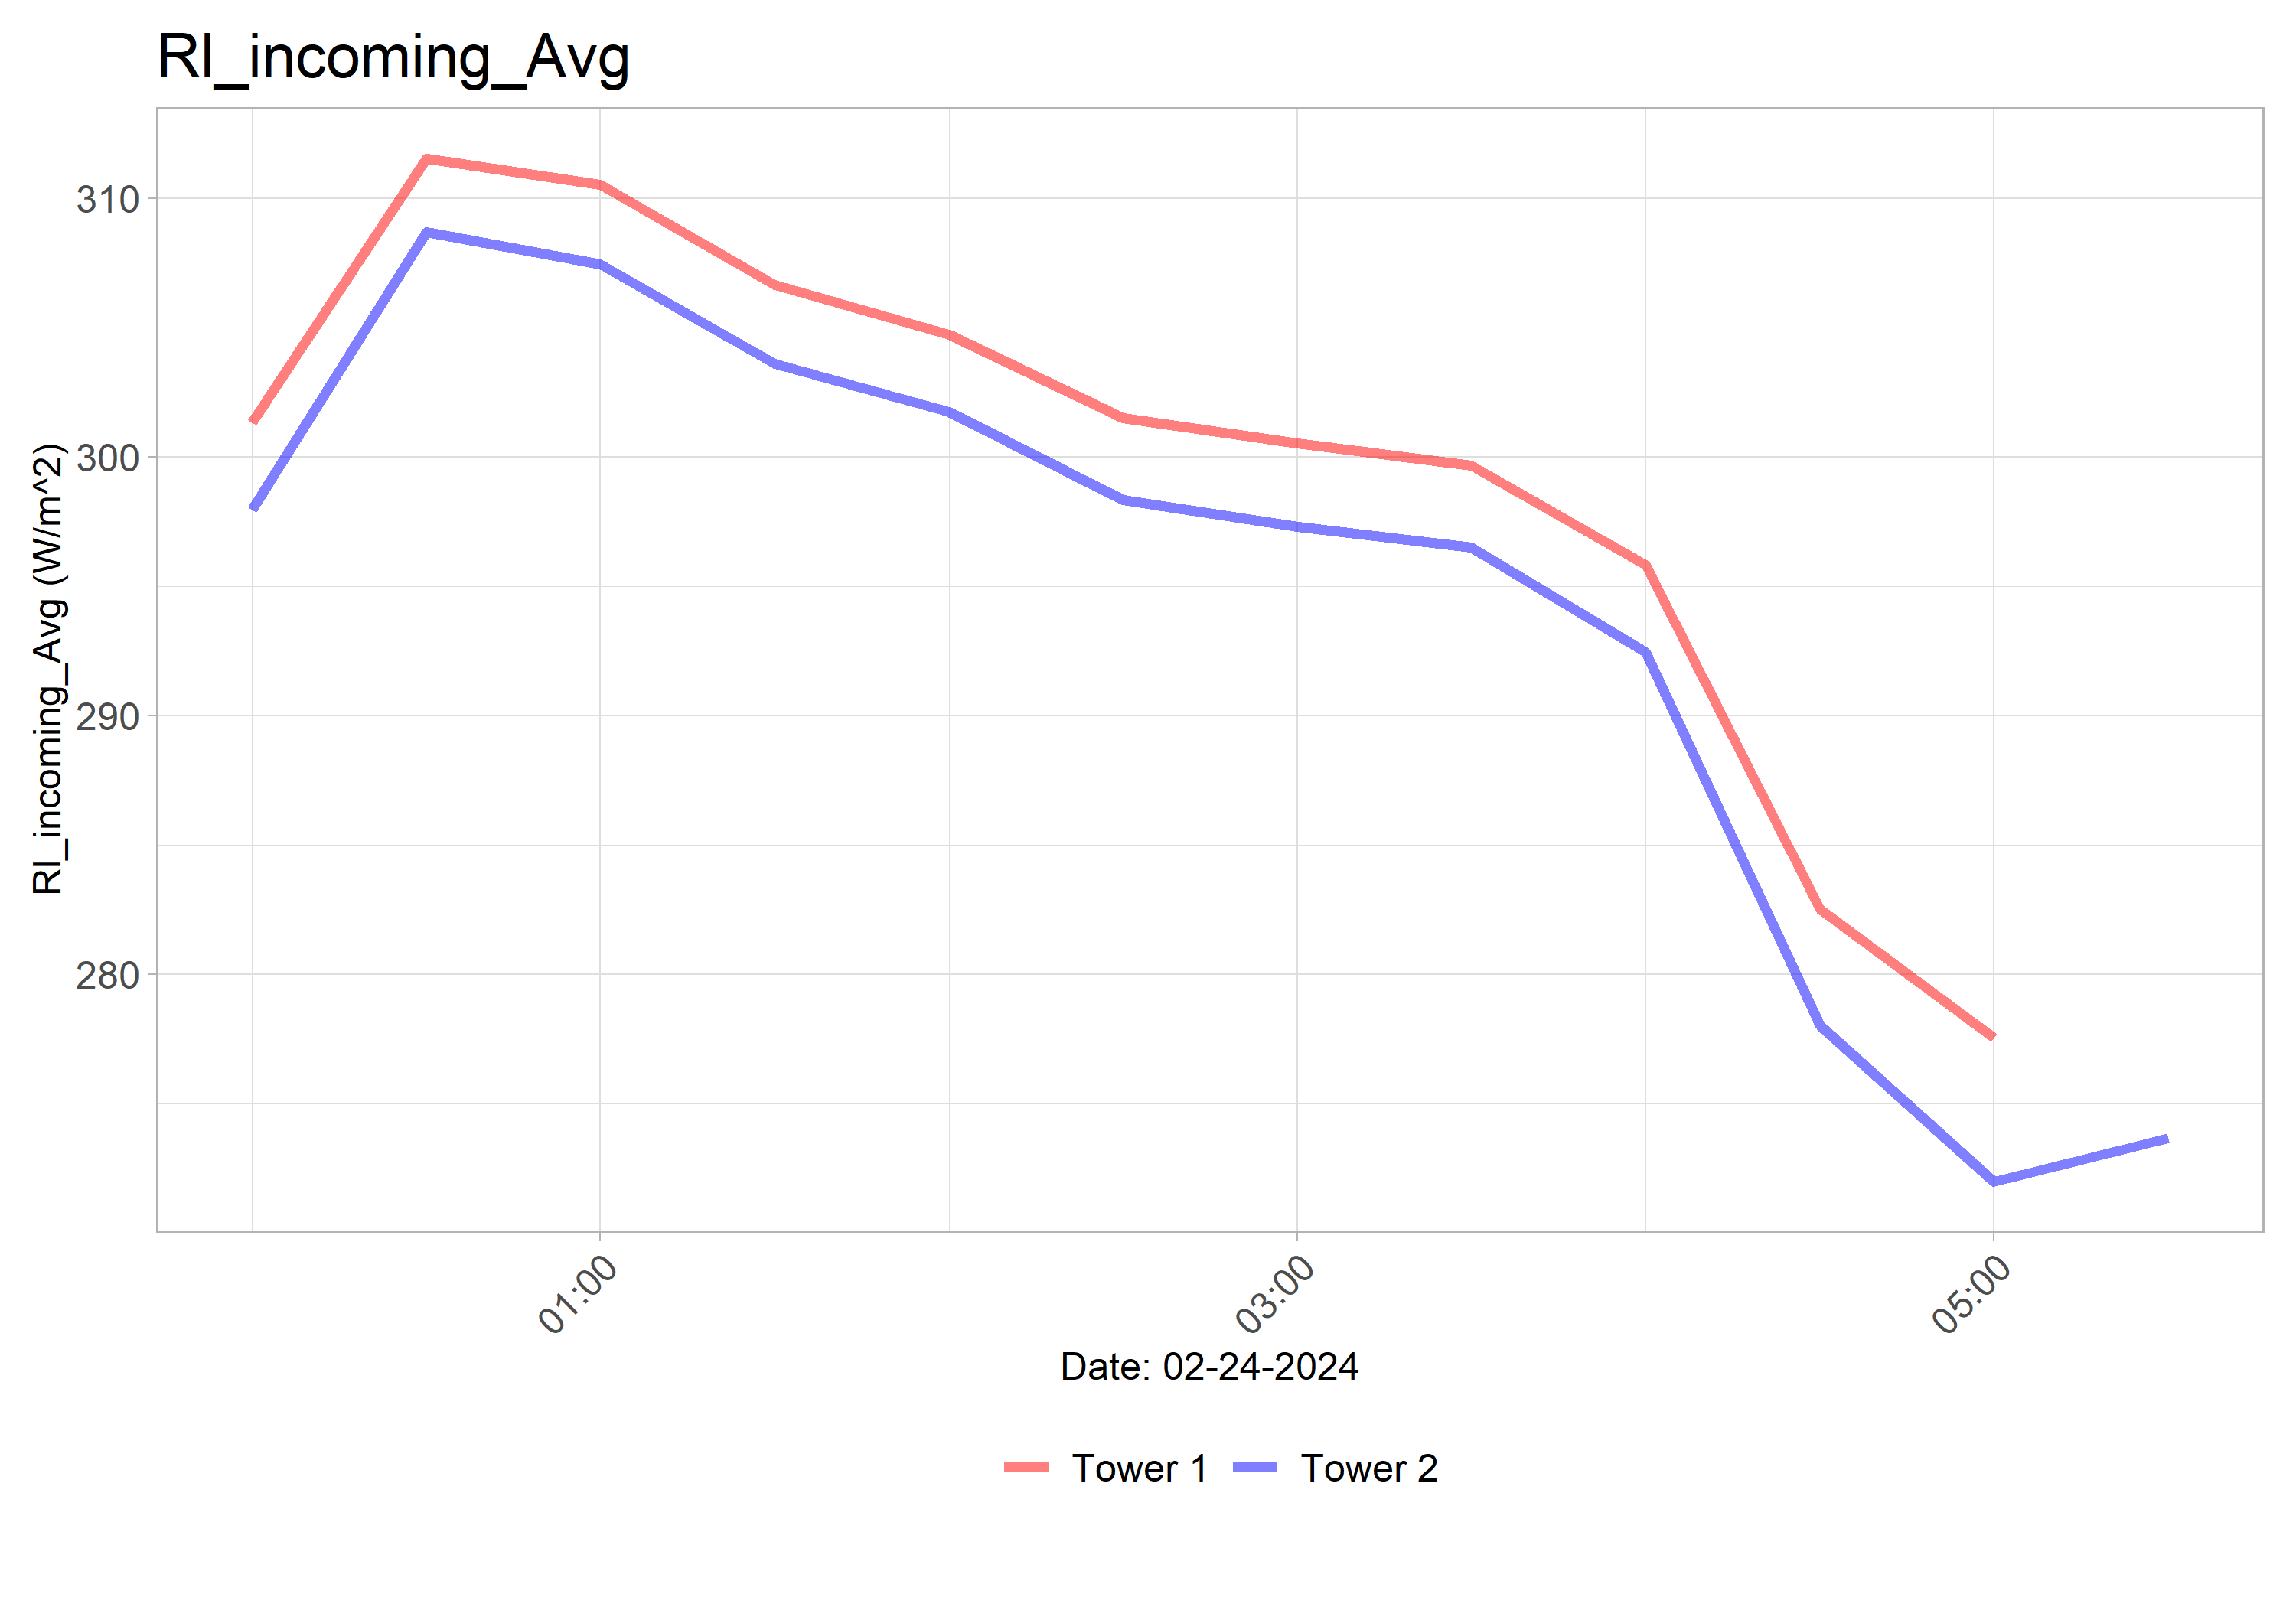 Rl_incoming_Avg
Rl_incoming_Avg (W/m^2)
310
300
290
280
01:00
03:00
05:00
Date: 02-24-2024
Tower 1
Tower 2